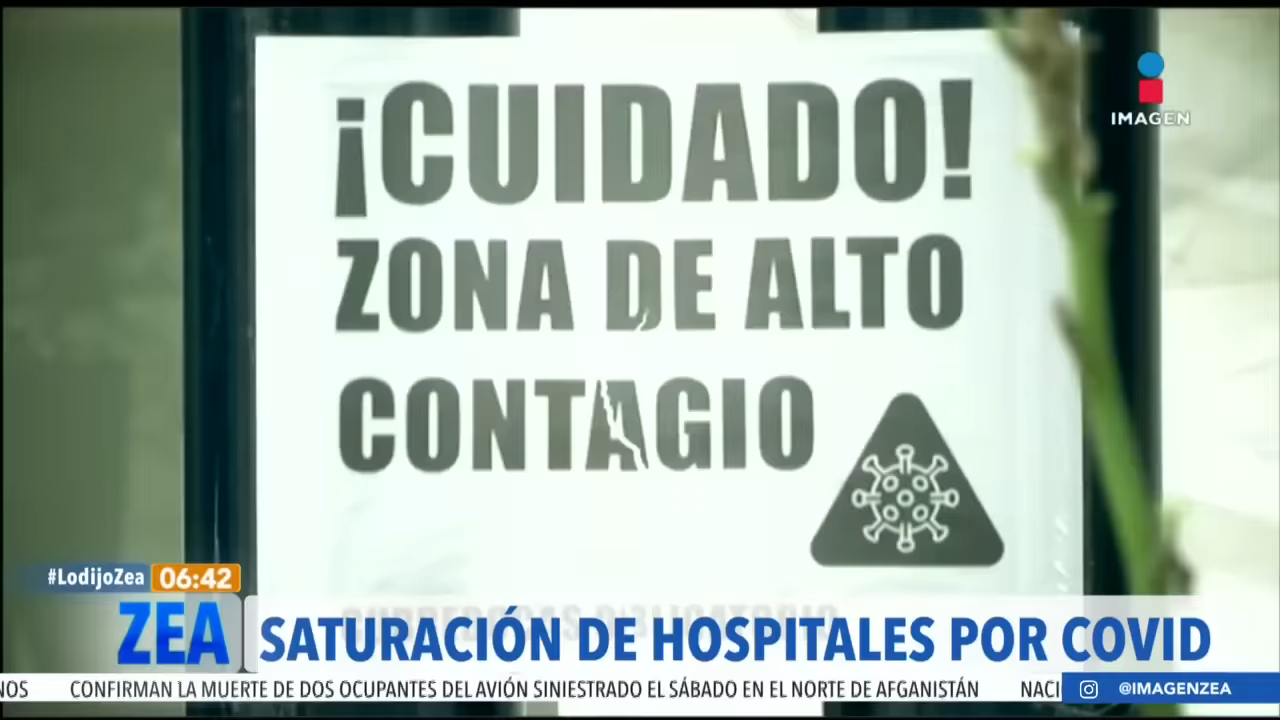 ¡CUIDADO!
ZONA DE ALTO
CONTAGIO
IMAGEN
#LodijoZea 06:42
ZEA
SATURACIÓN DE HOSPITALES POR COVID
NOS CONFIRMAN LA MUERTE DE DOS OCUPANTES DEL AVIÓN SINIESTRADO EL SÁBADO EN EL NORTE DE AFGANISTÁN NACI
@IMAGENZEA